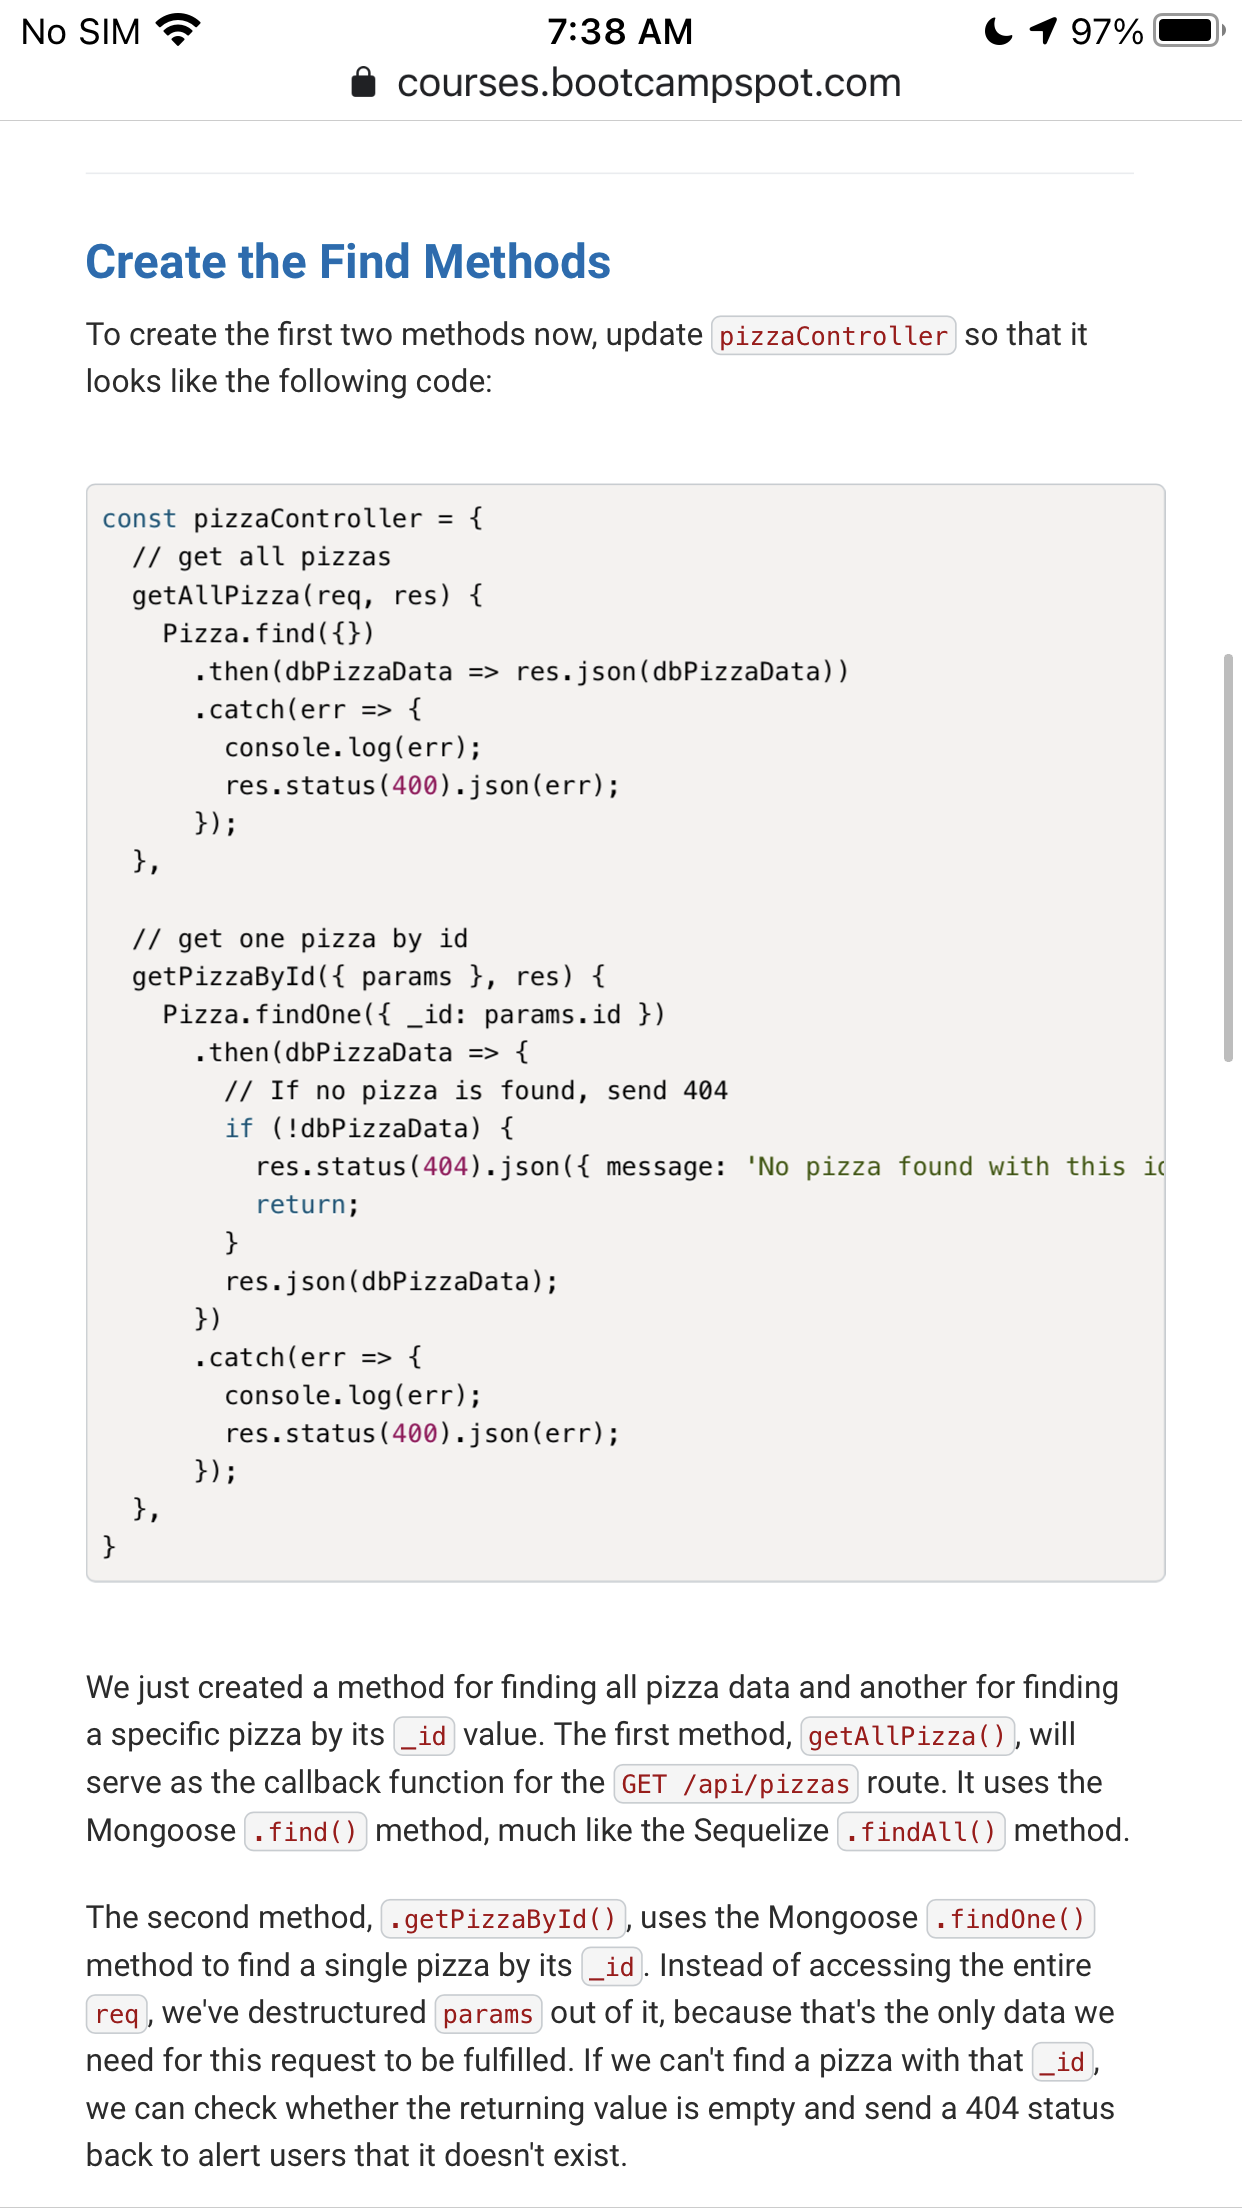 No SIM 7:38 AM 97%
courses.bootcampspot.com
Create the Find Methods
To create the first two methods now, update pizzaController so that it
looks like the following code:
const pizzaController = {
  // get all pizzas
  getAllPizza(req, res) {
    Pizza.find({})
      .then(dbPizzaData => res.json(dbPizzaData))
      .catch(err => {
        console.log(err);
        res.status(400).json(err);
      });
  },
  // get one pizza by id
  getPizzaById({ params }, res) {
    Pizza.findOne({ _id: params.id })
      .then(dbPizzaData => {
        // If no pizza is found, send 404
        if (!dbPizzaData) {
          res.status(404).json({ message: 'No pizza found with this
          return;
        }
        res.json(dbPizzaData);
      })
      .catch(err => {
        console.log(err);
        res.status(400).json(err);
      });
  },
}
We just created a method for finding all pizza data and another for finding
a specific pizza by its _id value. The first method, getAllPizza(), will
serve as the callback function for the GET /api/pizzas route. It uses the
Mongoose .find() method, much like the Sequelize .findAll() method.
The second method, .getPizzaById(), uses the Mongoose .findOne()
method to find a single pizza by its _id. Instead of accessing the entire
req, we've destructured params out of it, because that's the only data we
need for this request to be fulfilled. If we can't find a pizza with that _id,
we can check whether the returning value is empty and send a 404 status
back to alert users that it doesn't exist.